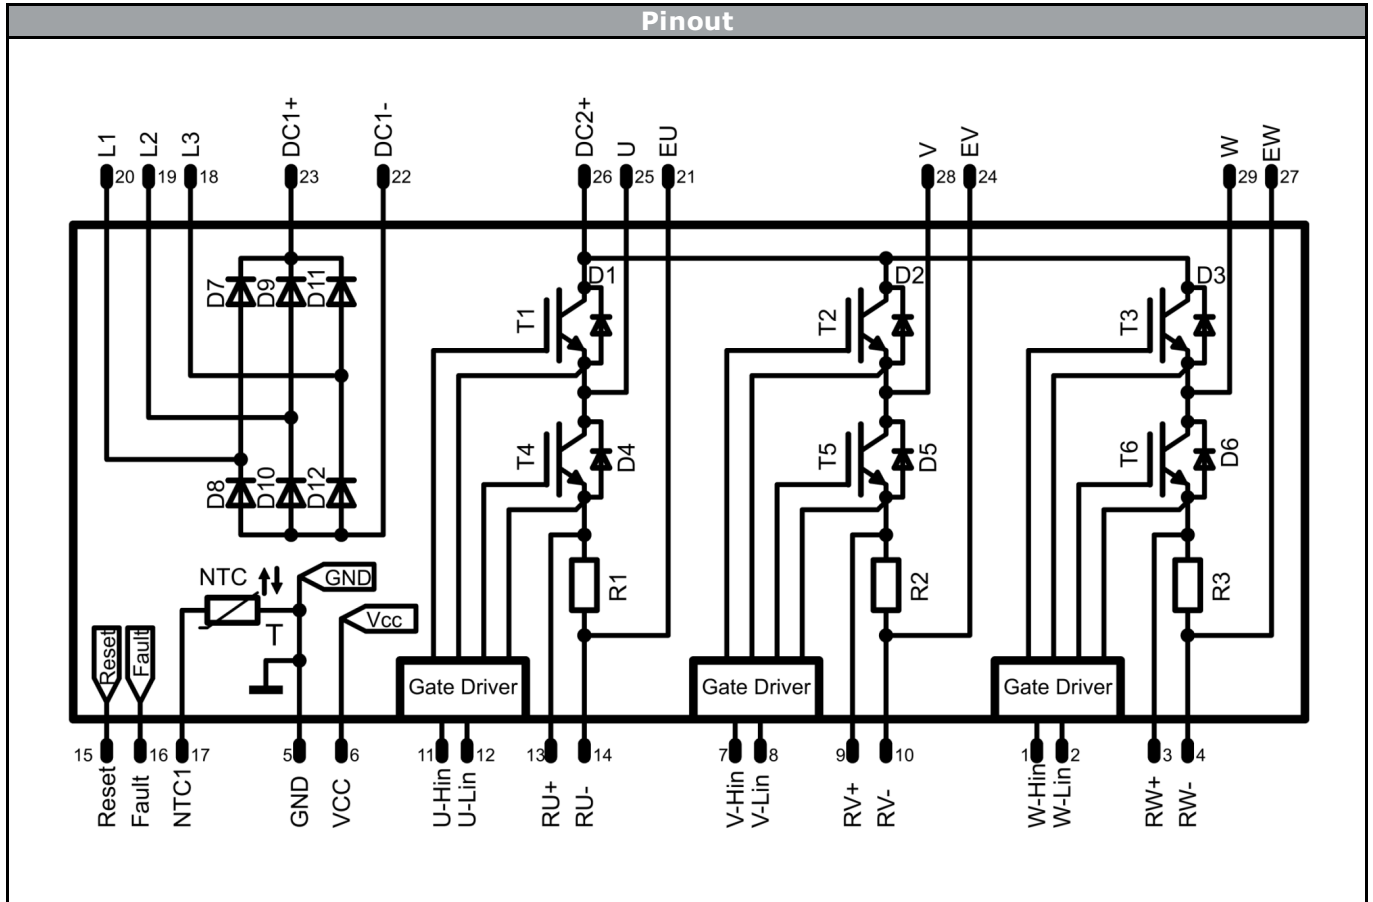 Pinout
L1 L2 L3 DC1+ DC1- DC2+ U EU V EV W EW
20 19 18 23 22 26 25 21 28 24 29 27
D7 D9 D11 D1 D2 D3
T1 T2 T3
D8 D10 D12 T4 D4 T5 D5 T6 D6
NTC GND R1 R2 R3
T Vcc
Reset Fault
Gate Driver Gate Driver Gate Driver
15 16 17 5 6 11 12 13 14 7 8 9 10 1 2 3 4
Reset Fault NTC1 GND VCC U-Hin U-Lin RU+ RU- V-Hin V-Lin RV+ RV- W-Hin W-Lin RW+ RW-